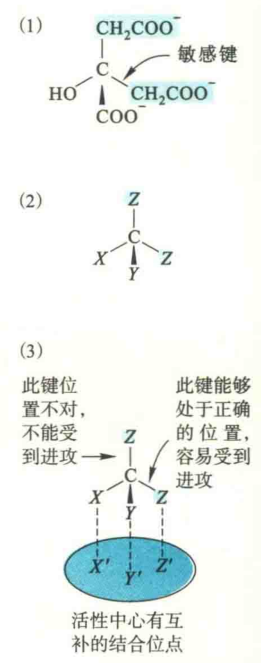 (1)
CH₂COO⁻
敏感键
C
HO
CH₂COO⁻
COO⁻
(2)
Z
C
X
Z
Y
(3)
此键位
置不对，
不能受
到进攻
此键能够
处于正确
的位置，
容易受到
进攻
Z
C
X
Z
Y
X′
Y′
Z′
活性中心有互
补的结合位点